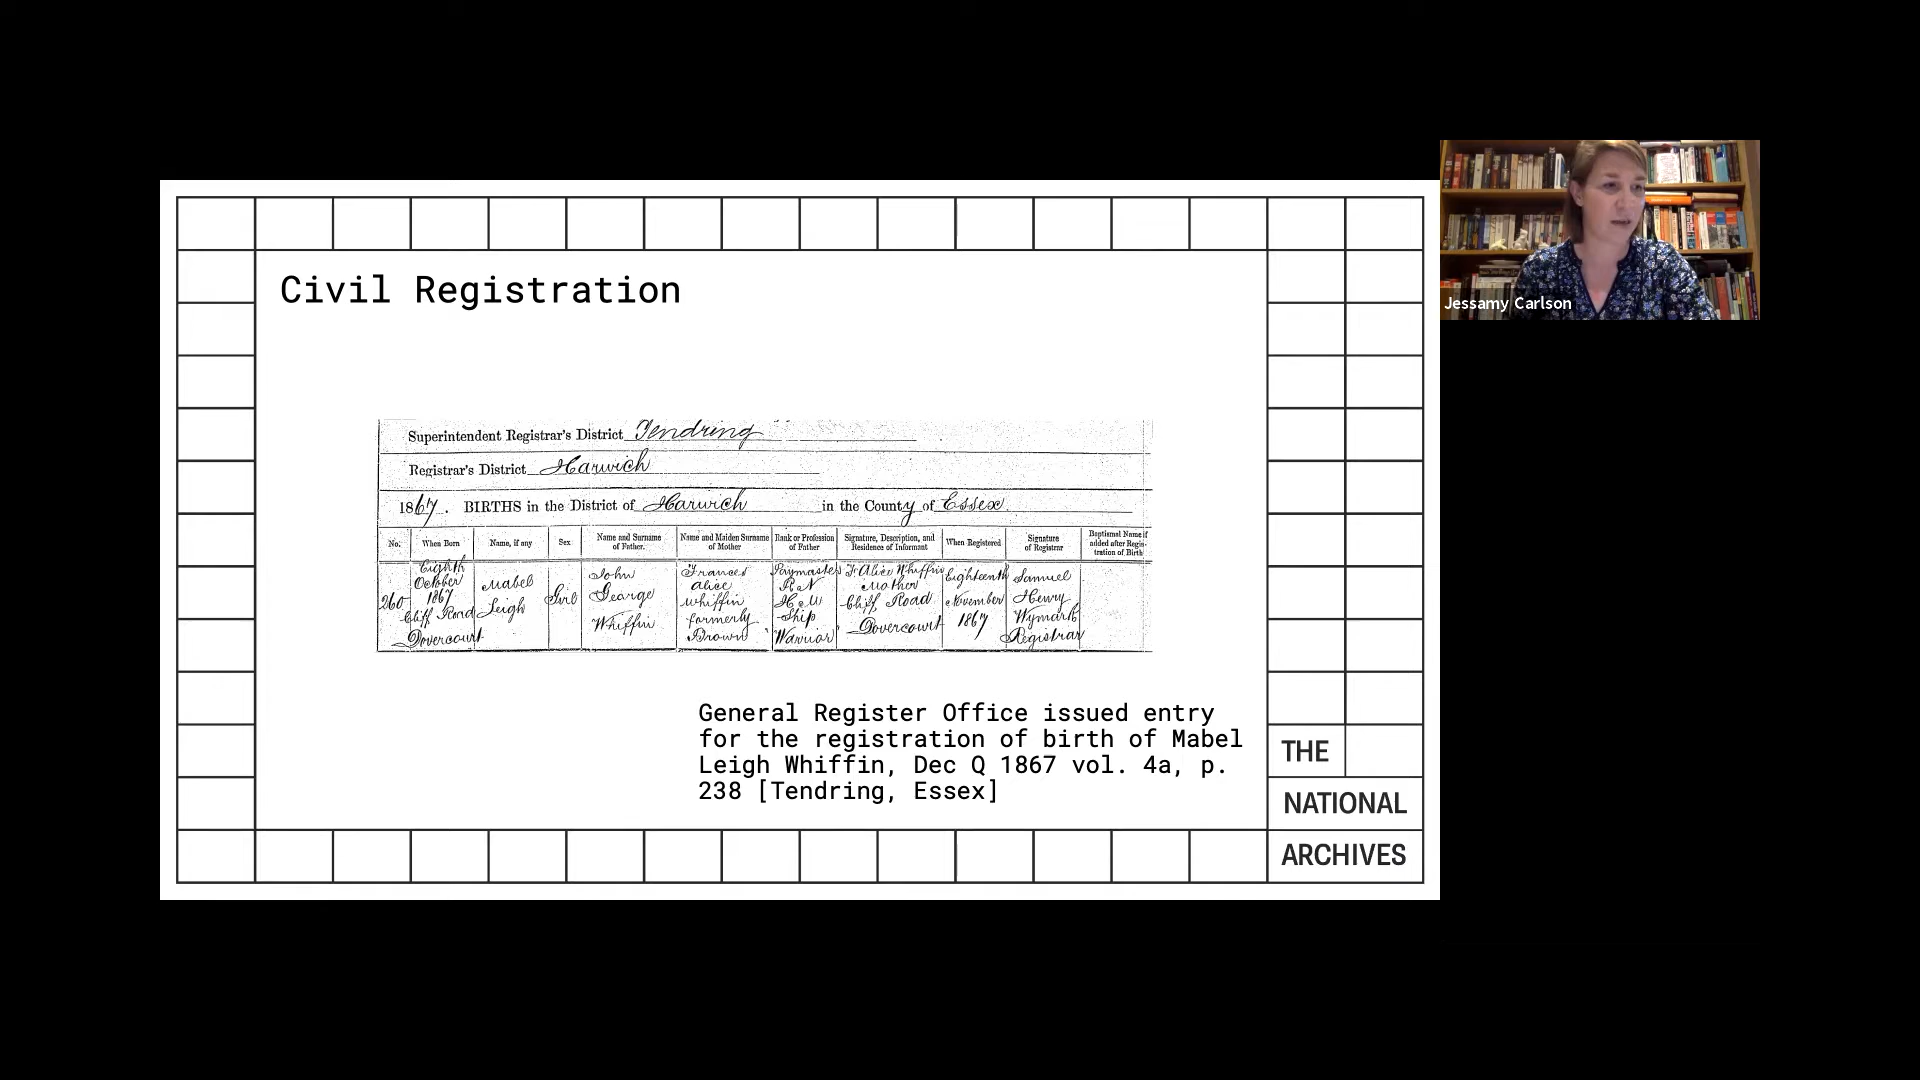 Civil Registration
Superintendent Registrar's District Tendring
Registrar's District Harwich
1867. BIRTHS in the District of Harwich in the County of Essex
No. When Born Name, if any Sex Name and Surname of Father. Name and Maiden Surname of Mother Rank or Profession of Father Signature, Description, and Residence of Informant When Registered Signature of Registrar Baptismal Name if added after Registration of Birth
260 Eighth October 1867 Cliff Road Dovercourt
Mabel Leigh
Girl
John George Whiffin
Frances Alice Whiffin formerly Brown
Paymaster R.N. Ship "Warrior"
F. Alice Whiffin Mother Cliff Road Dovercourt
Eighteenth November 1867
Samuel Henry Wymark Registrar
General Register Office issued entry
for the registration of birth of Mabel
Leigh Whiffin, Dec Q 1867 vol. 4a, p.
238 [Tendring, Essex]
THE
NATIONAL
ARCHIVES
Jessamy Carlson